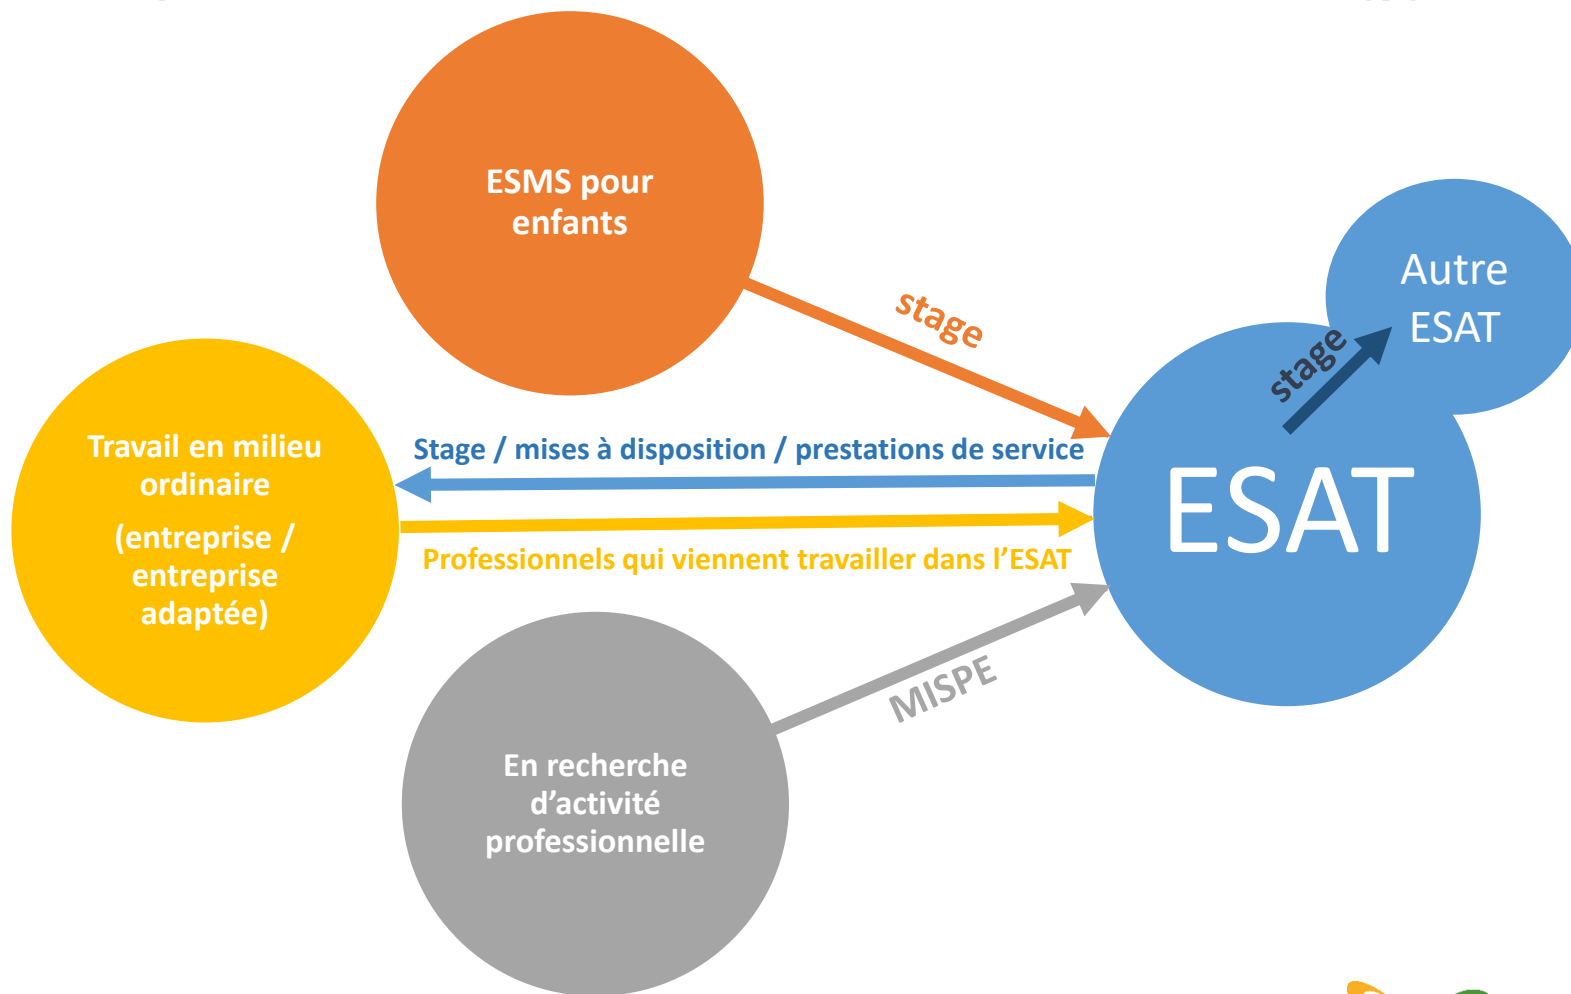 ESMS pour
enfants
stage
Autre
ESAT
stage
Travail en milieu
ordinaire
(entreprise /
entreprise
adaptée)
Stage / mises à disposition / prestations de service
Professionnels qui viennent travailler dans l'ESAT
ESAT
MISPE
En recherche
d'activité
professionnelle